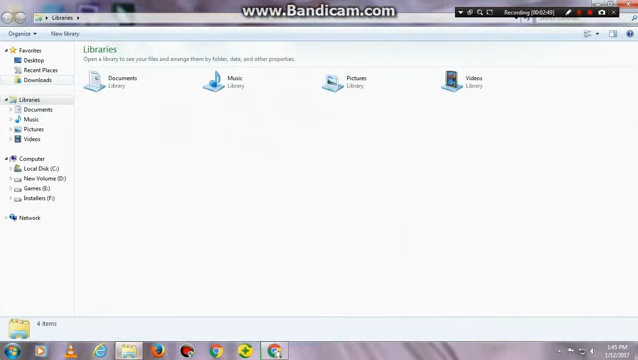 www.Bandicam.com
Libraries
Recording [00:02:49]
Organize
New library
Favorites
Desktop
Recent Places
Downloads
Libraries
Documents
Music
Pictures
Videos
Computer
Local Disk (C:)
New Volume (D:)
Games (E:)
Installers (F:)
Network
Libraries
Open a library to see your files and arrange them by folder, date, and other properties.
Documents
Library
Music
Library
Pictures
Library
Videos
Library
4 items
1:45 PM
1/12/2017